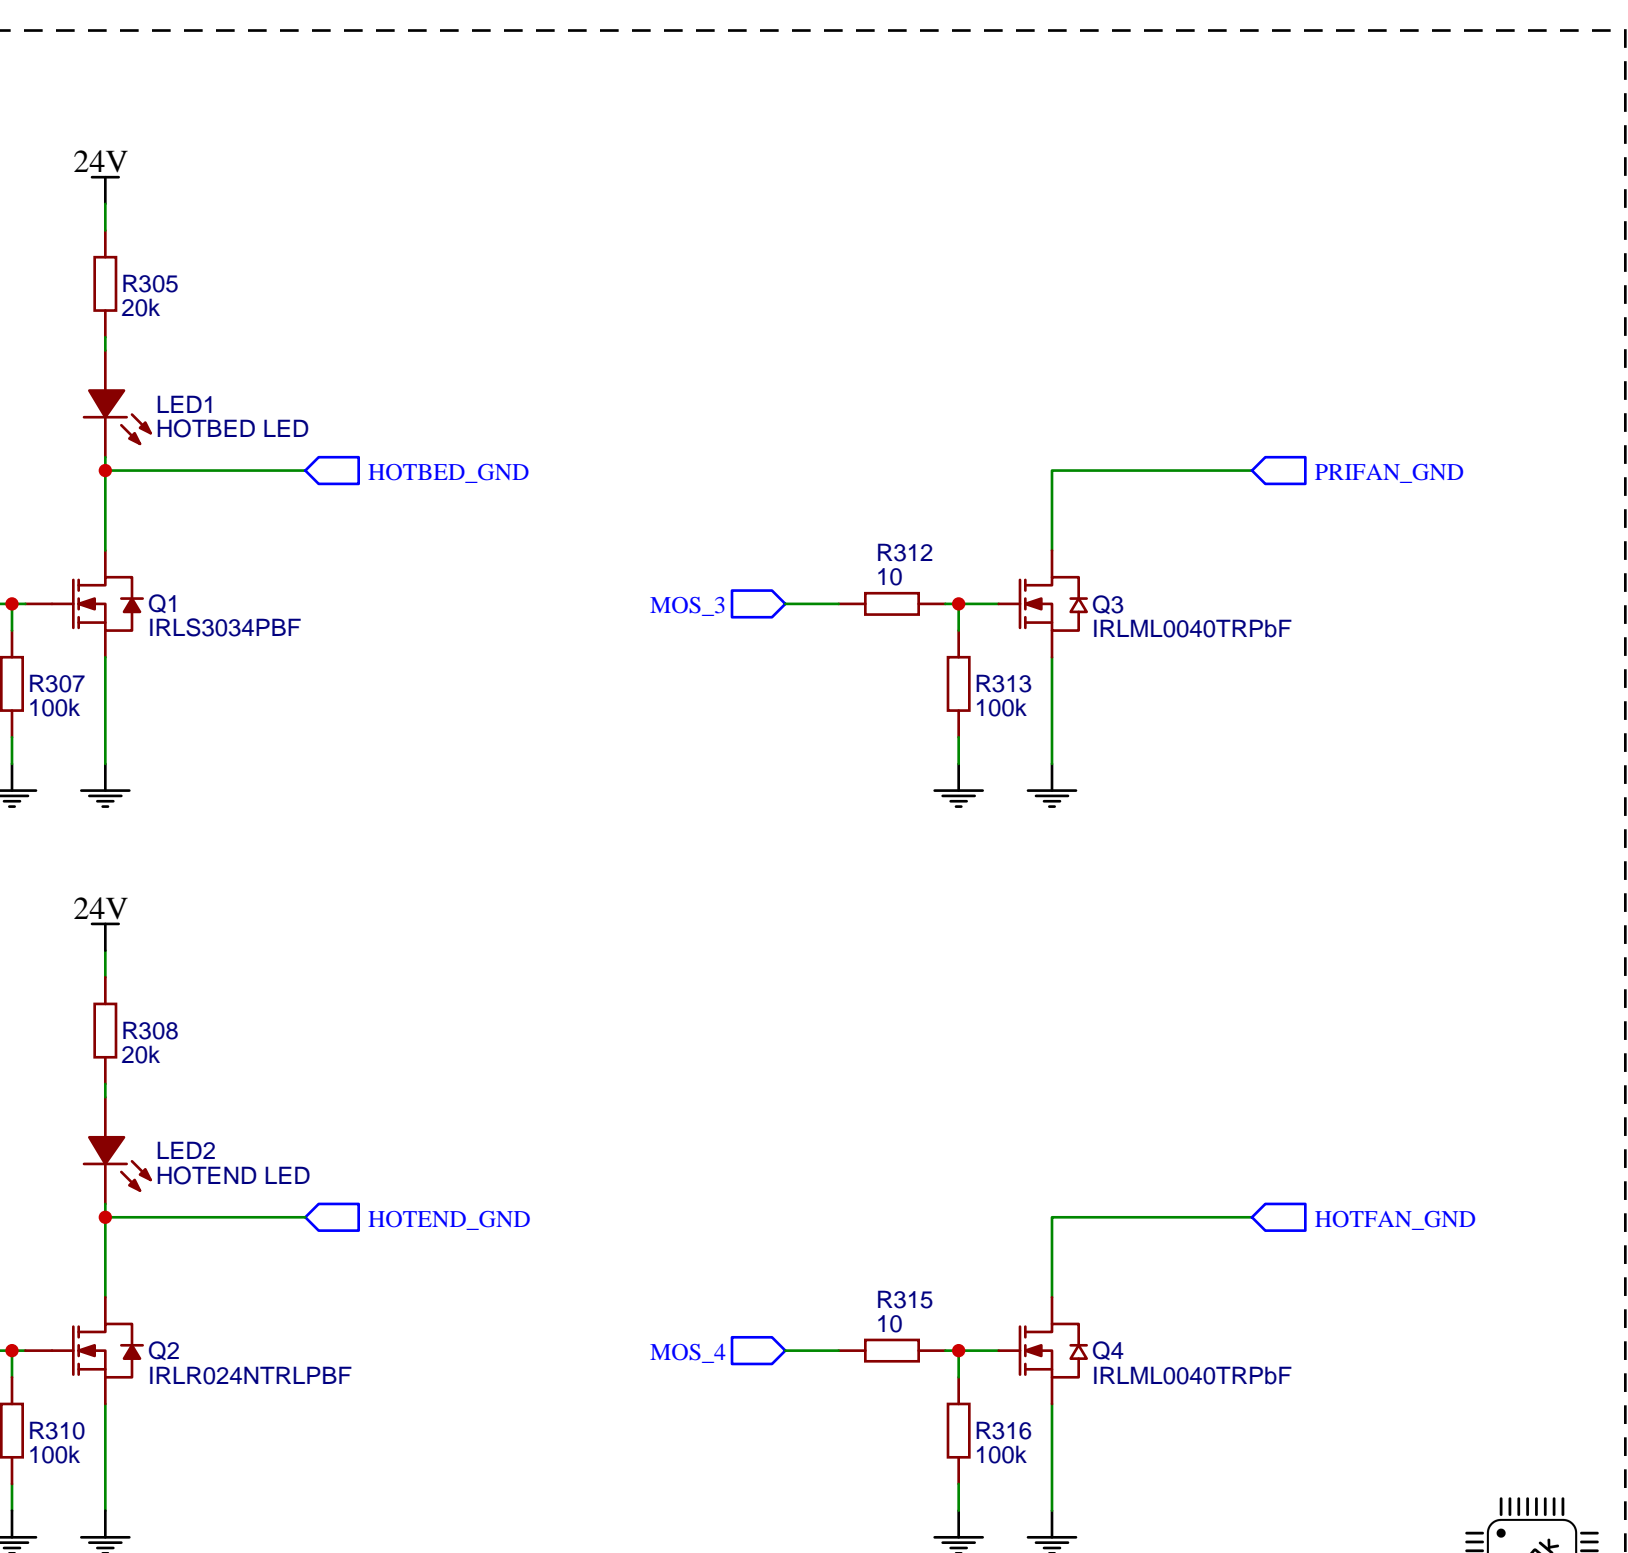 24V
R305
20k
LED1
HOTBED LED
HOTBED_GND
PRIFAN_GND
R312
10
MOS_3
Q1
IRLS3034PBF
Q3
IRLML0040TRPbF
R307
100k
R313
100k
24V
R308
20k
LED2
HOTEND LED
HOTEND_GND
HOTFAN_GND
R315
10
MOS_4
Q2
IRLR024NTRLPBF
Q4
IRLML0040TRPbF
R310
100k
R316
100k